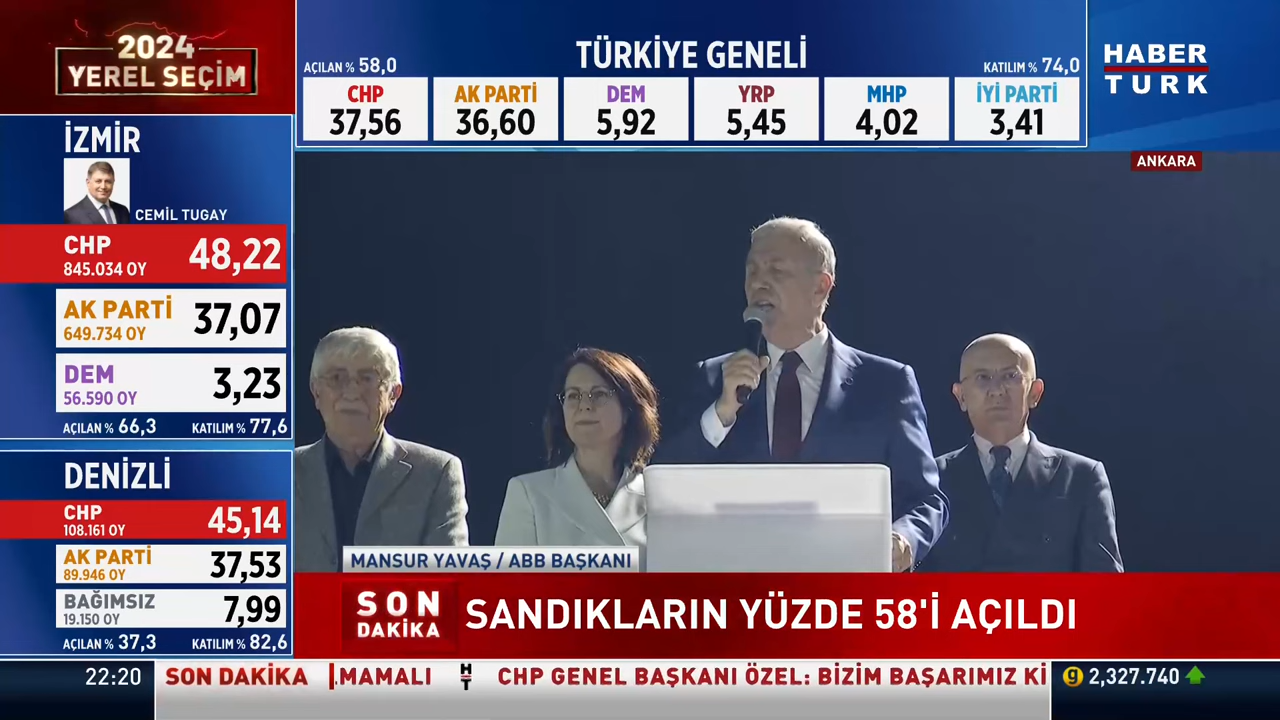 2024
YEREL SEÇİM
AÇILAN % 58,0
TÜRKİYE GENELİ
KATILIM % 74,0
CHP
37,56
AK PARTİ
36,60
DEM
5,92
YRP
5,45
MHP
4,02
İYİ PARTİ
3,41
HABER
TURK
ANKARA
İZMİR
CEMİL TUGAY
CHP
845.034 OY
48,22
AK PARTİ
649.734 OY
37,07
DEM
56.590 OY
3,23
AÇILAN % 66,3
KATILIM % 77,6
DENİZLİ
CHP
108.161 OY
45,14
AK PARTİ
89.946 OY
37,53
BAĞIMSIZ
19.150 OY
7,99
AÇILAN % 37,3
KATILIM % 82,6
MANSUR YAVAŞ / ABB BAŞKANI
SON
DAKİKA
SANDIKLARIN YÜZDE 58'İ AÇILDI
22:20
SON DAKİKA
.MAMALI
HT
CHP GENEL BAŞKANI ÖZEL: BİZİM BAŞARIMIZ Kİ
2,327.740